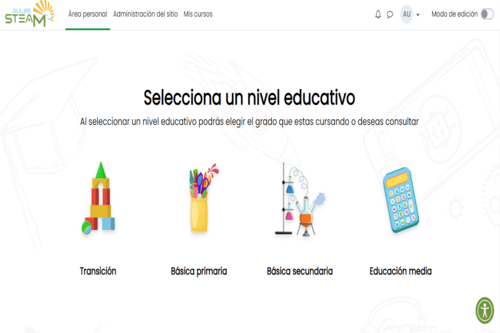 AULAS
STEAM
Área personal Administración del sitio Mis cursos
AU Modo de edición
Selecciona un nivel educativo
Al seleccionar un nivel educativo podrás elegir el grado que estas cursando o deseas consultar
Transición Básica primaria Básica secundaria Educación media